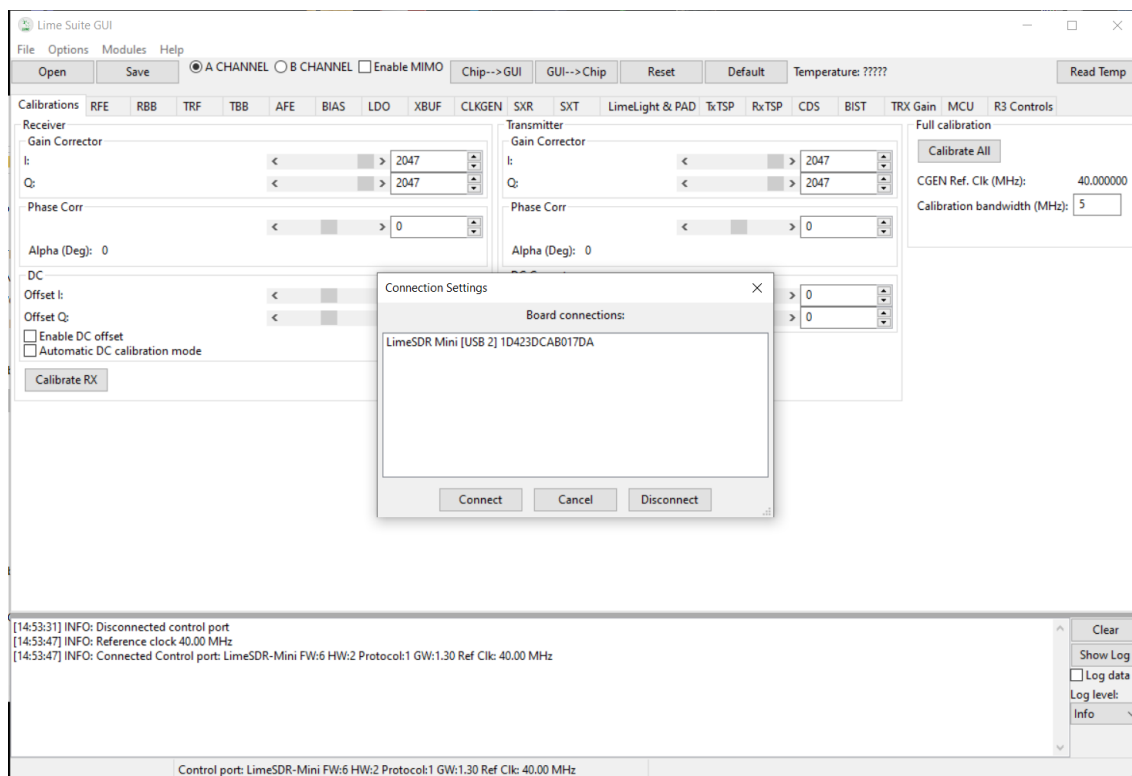 Lime Suite GUI
File Options Modules Help
Open Save A CHANNEL B CHANNEL Enable MIMO Chip-->GUI GUI-->Chip Reset Default Temperature: ????? Read Temp
Calibrations RFE RBB TRF TBB AFE BIAS LDO XBUF CLKGEN SXR SXT LimeLight & PAD TxTSP RxTSP CDS BIST TRX Gain MCU R3 Controls
Receiver
Gain Corrector
I: 2047
Q: 2047
Phase Corr
0
Alpha (Deg): 0
DC
Offset I:
Offset Q:
Enable DC offset
Automatic DC calibration mode
Calibrate RX
Transmitter
Gain Corrector
I: 2047
Q: 2047
Phase Corr
0
Alpha (Deg): 0
0
0
Full calibration
Calibrate All
CGEN Ref. Clk (MHz): 40.000000
Calibration bandwidth (MHz): 5
Connection Settings
Board connections:
LimeSDR Mini [USB 2] 1D423DCAB017DA
Connect Cancel Disconnect
[14:53:31] INFO: Disconnected control port
[14:53:47] INFO: Reference clock 40.00 MHz
[14:53:47] INFO: Connected Control port: LimeSDR-Mini FW:6 HW:2 Protocol:1 GW:1.30 Ref Clk: 40.00 MHz
Clear
Show Log
Log data
Log level:
Info
Control port: LimeSDR-Mini FW:6 HW:2 Protocol:1 GW:1.30 Ref Clk: 40.00 MHz